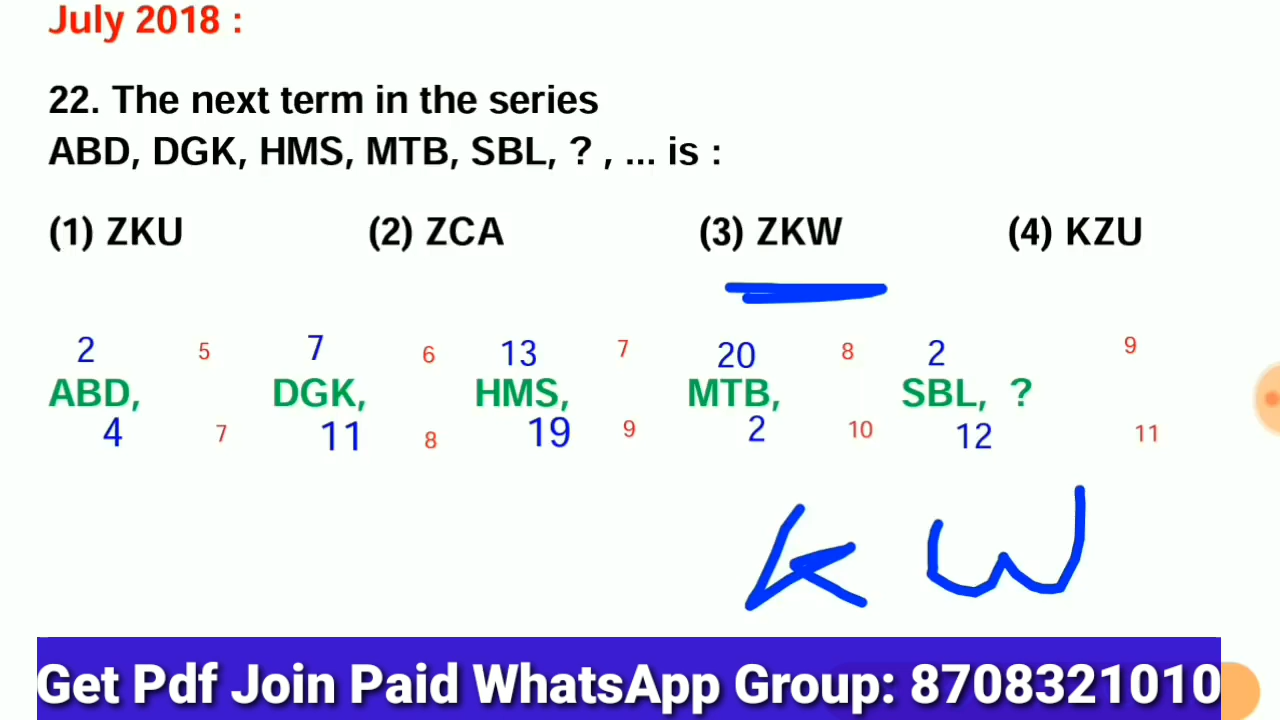 July 2018 :
22. The next term in the series
ABD, DGK, HMS, MTB, SBL, ? , ... is :
(1) ZKU (2) ZCA (3) ZKW (4) KZU
2 5 7 6 13 7 20 8 2 9
ABD, DGK, HMS, MTB, SBL, ?
4 7 11 8 19 9 2 10 12 11
K W
Get Pdf Join Paid WhatsApp Group: 8708321010